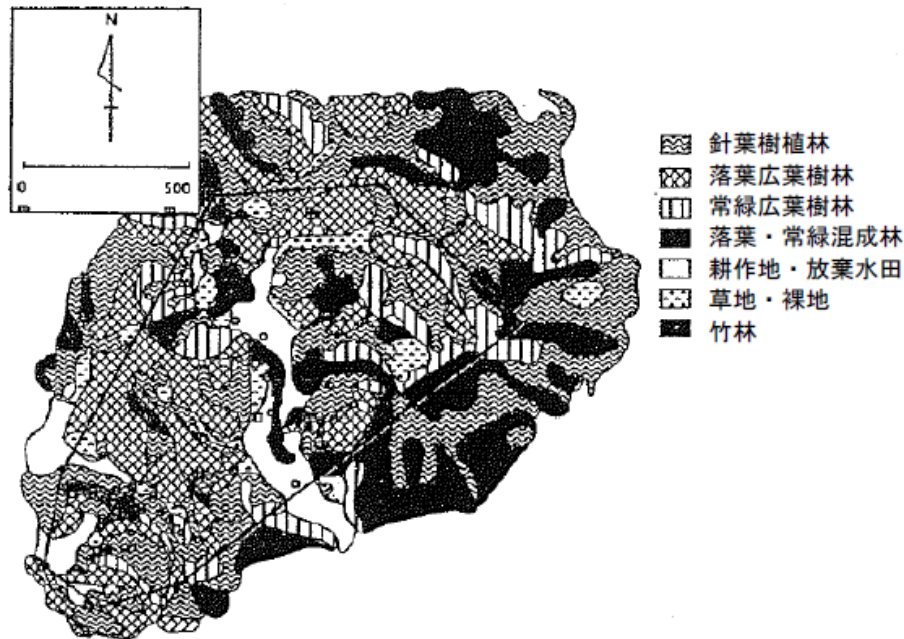 N
0 500
針葉樹植林
落葉広葉樹林
常緑広葉樹林
落葉・常緑混成林
耕作地・放棄水田
草地・裸地
竹林